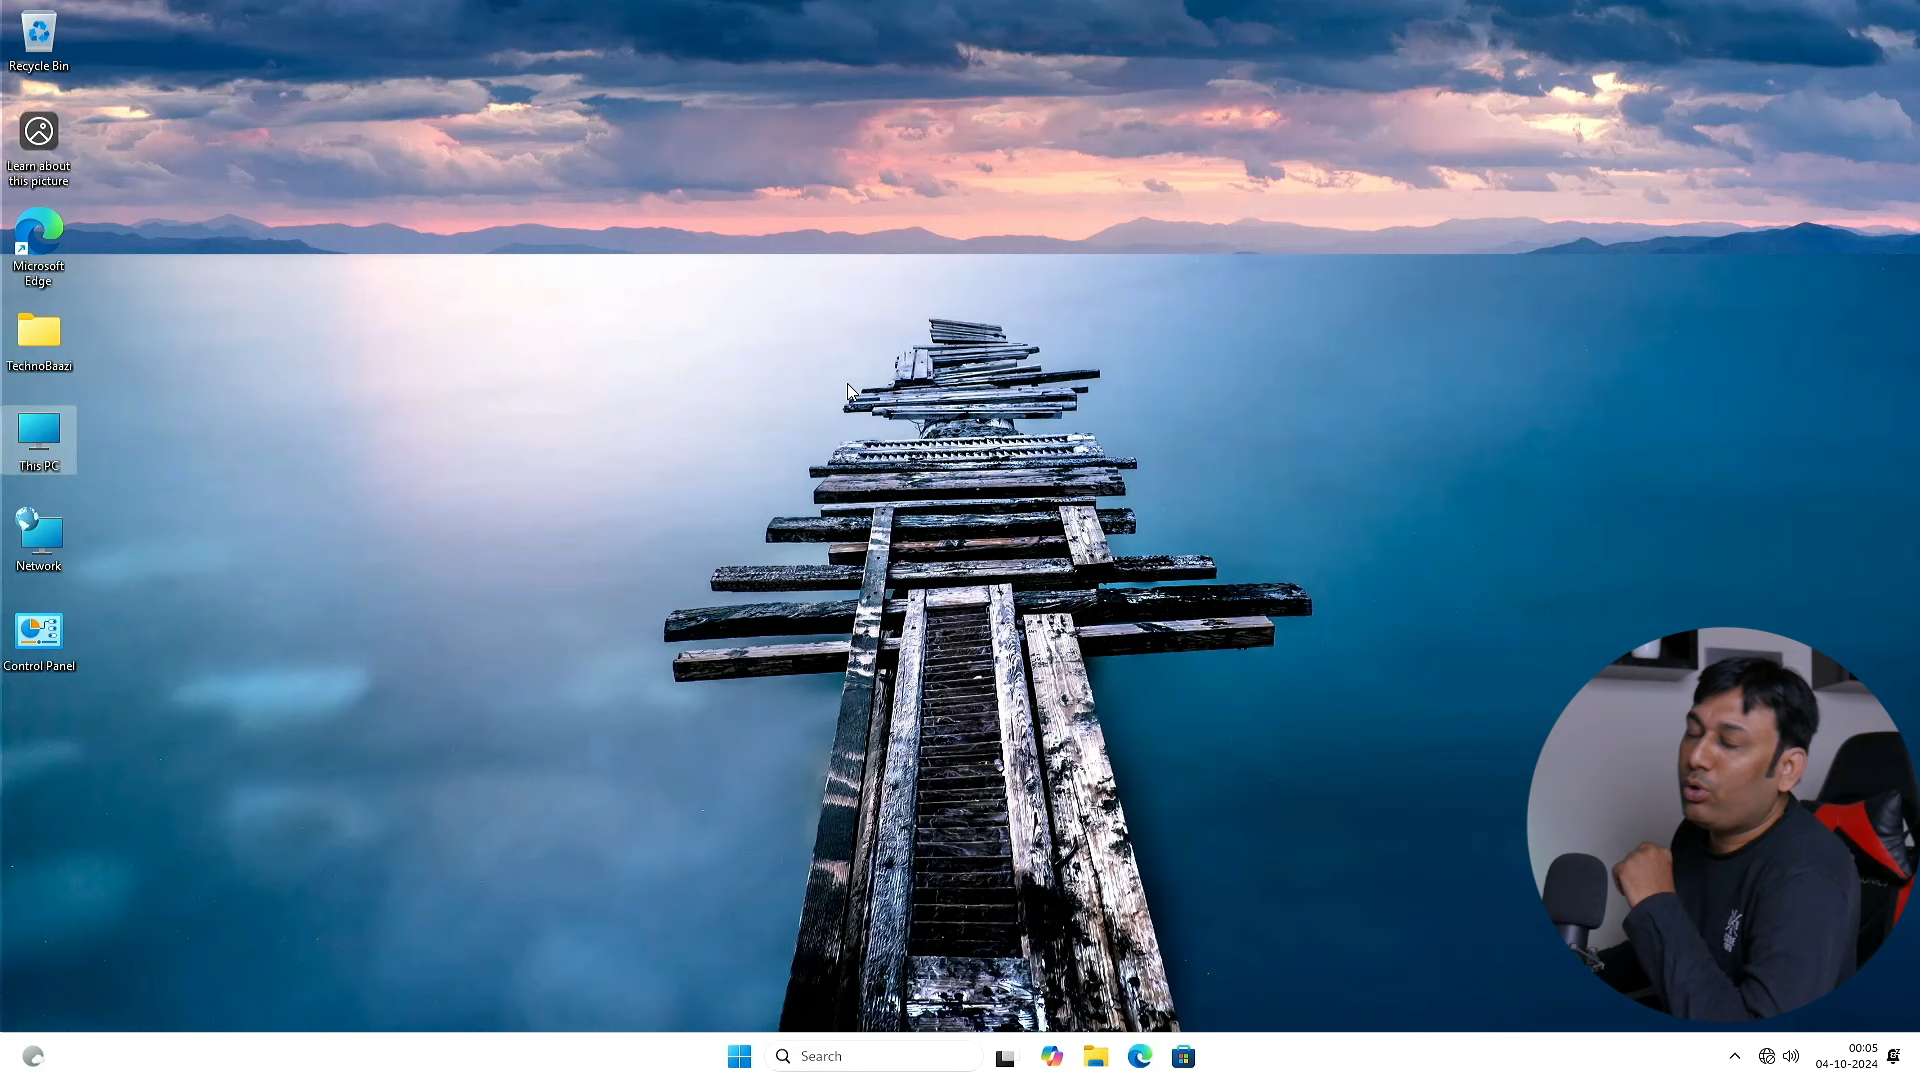 Recycle Bin
Learn about
this picture
Microsoft
Edge
TechnoBaazi
This PC
Network
Control Panel
Search
00:05
04-10-2024